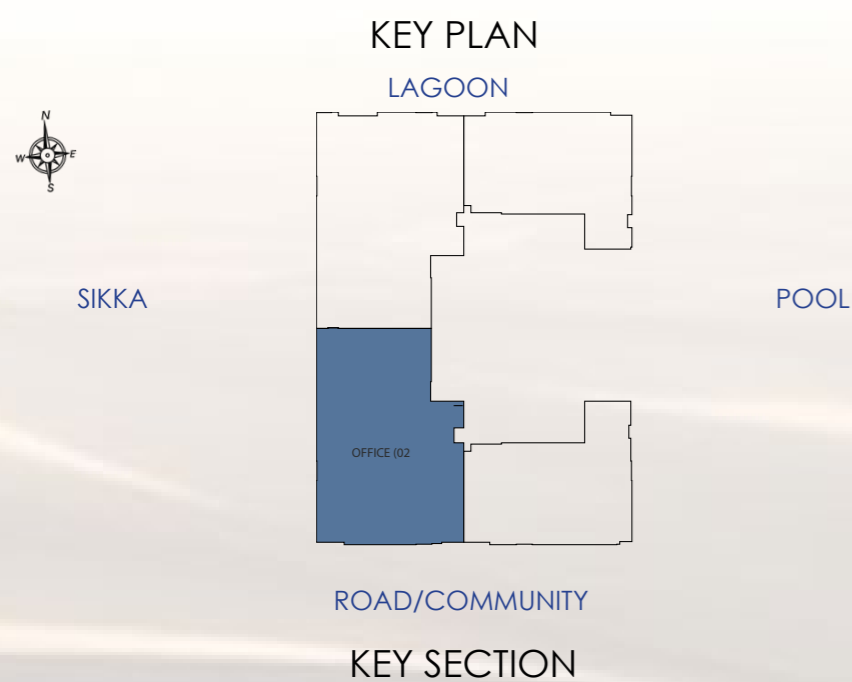 KEY PLAN
LAGOON
N
W
E
S
SIKKA
POOL
OFFICE (02
ROAD/COMMUNITY
KEY SECTION